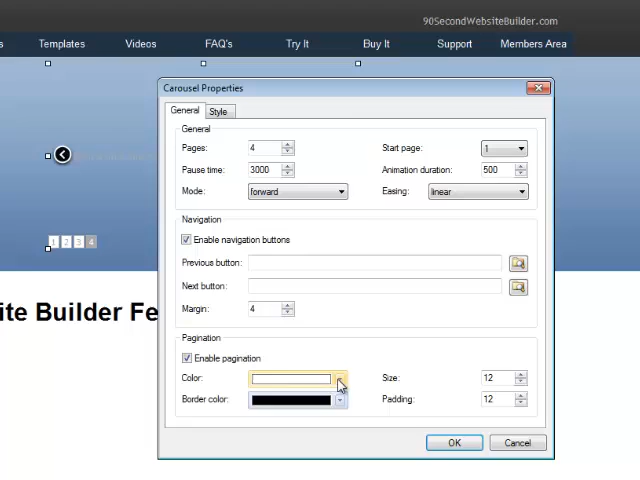 90SecondWebsiteBuilder.com
s Templates Videos FAQ's Try It Buy It Support Members Area
Carousel Properties
General Style
General
Pages: 4 Start page: 1
Pause time: 3000 Animation duration: 500
Mode: forward Easing: linear
Navigation
Enable navigation buttons
Previous button:
Next button:
Margin: 4
Pagination
Enable pagination
Color: Size: 12
Border color: Padding: 12
OK Cancel
1 2 3 4
ite Builder Fe